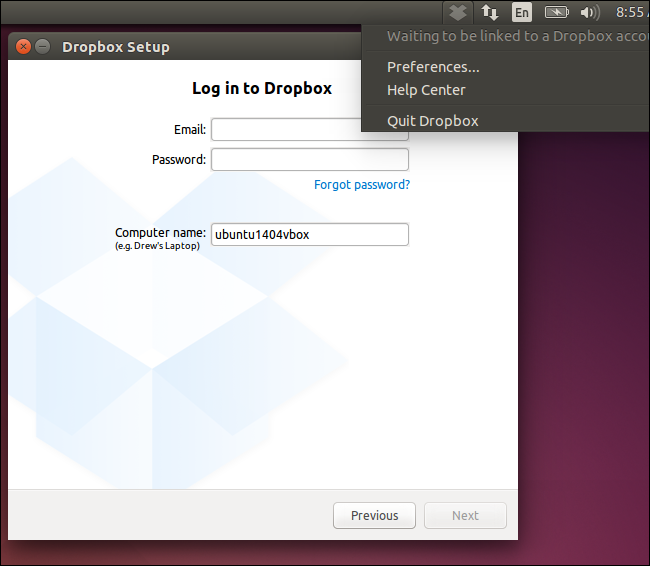 En
8:55
Dropbox Setup
Waiting to be linked to a Dropbox
Preferences...
Help Center
Quit Dropbox
Log in to Dropbox
Email:
Password:
Forgot password?
Computer name: ubuntu1404vbox
(e.g. Drew's Laptop)
Previous
Next